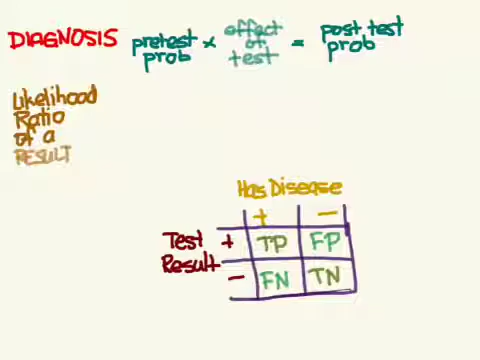 DIAGNOSIS pretest prob x effect of test = post test prob
Likelihood
Ratio
of a
RESULT
Has Disease
+ -
Test Result + TP FP
- FN TN